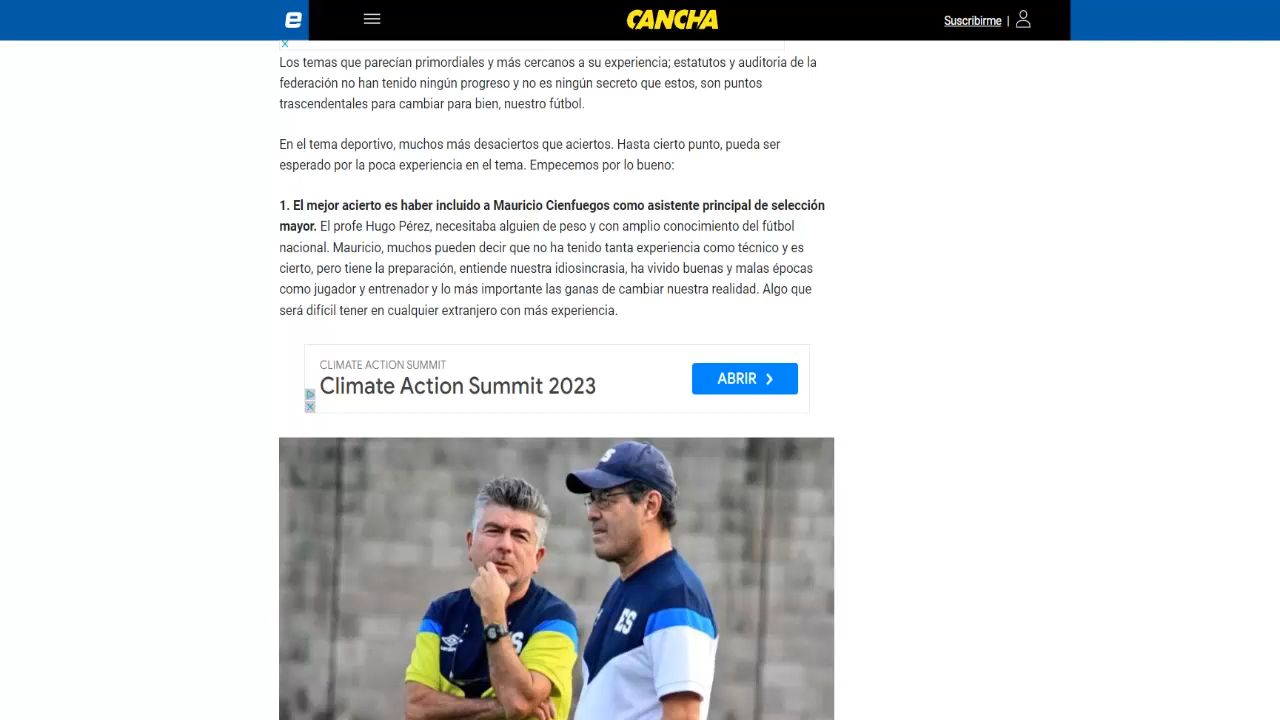 e
CANCHA
Suscribirme |
Los temas que parecían primordiales y más cercanos a su experiencia; estatutos y auditoria de la
federación no han tenido ningún progreso y no es ningún secreto que estos, son puntos
trascendentales para cambiar para bien, nuestro fútbol.
En el tema deportivo, muchos más desaciertos que aciertos. Hasta cierto punto, pueda ser
esperado por la poca experiencia en el tema. Empecemos por lo bueno:
1. El mejor acierto es haber incluido a Mauricio Cienfuegos como asistente principal de selección
mayor. El profe Hugo Pérez, necesitaba alguien de peso y con amplio conocimiento del fútbol
nacional. Mauricio, muchos pueden decir que no ha tenido tanta experiencia como técnico y es
cierto, pero tiene la preparación, entiende nuestra idiosincrasia, ha vivido buenas y malas épocas
como jugador y entrenador y lo más importante las ganas de cambiar nuestra realidad. Algo que
será difícil tener en cualquier extranjero con más experiencia.
CLIMATE ACTION SUMMIT
Climate Action Summit 2023
ABRIR
ES